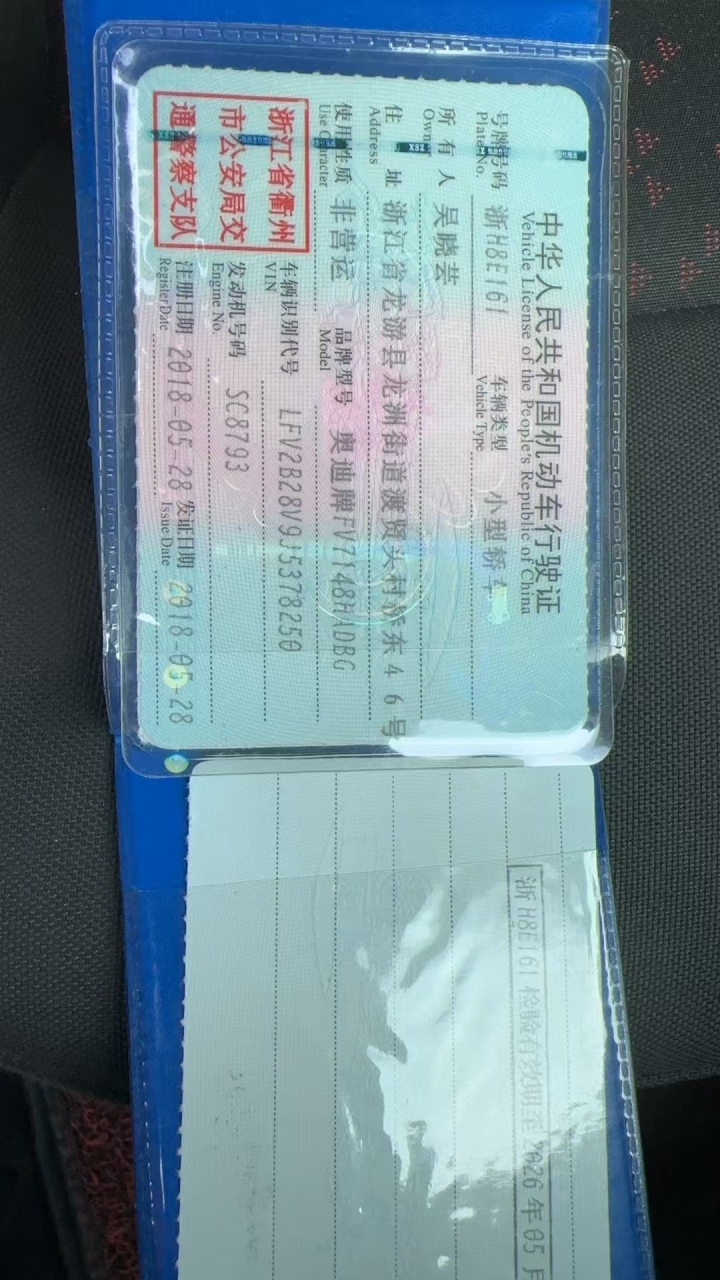 中华人民共和国机动车行驶证
Vehicle License of the People's Republic of China
号牌号码 浙H8E161 车辆类型 小型轿车
Plate No. Vehicle Type
所有人 吴晓芸
Owner
住址 浙江省龙游县龙洲街道渡贤头村桥东46号
Address
使用性质 非营运 品牌型号 奥迪牌FV7148HADBG
Use Character Model
浙江省衢州
市公安局交
通警察支队
车辆识别代号 LFV2B28V9J5378250
VIN
发动机号码 SC8793
Engine No.
注册日期 2018-05-28 发证日期 2018-05-28
Register Date Issue Date
浙H8E161 检验有效期至2026年05月